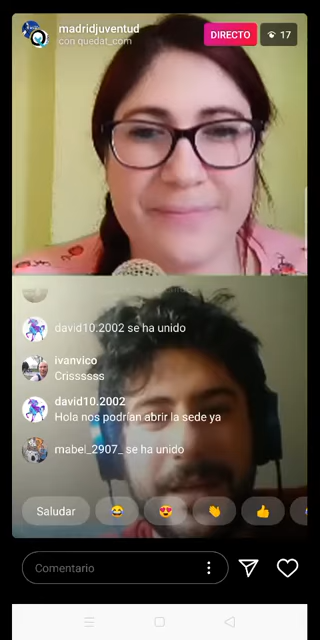 madridjuventud
con quedat_com
DIRECTO
17
david10.2002 se ha unido
ivanvico
Crissssss
david10.2002
Hola nos podrían abrir la sede ya
mabel_2907_ se ha unido
Saludar
Comentario